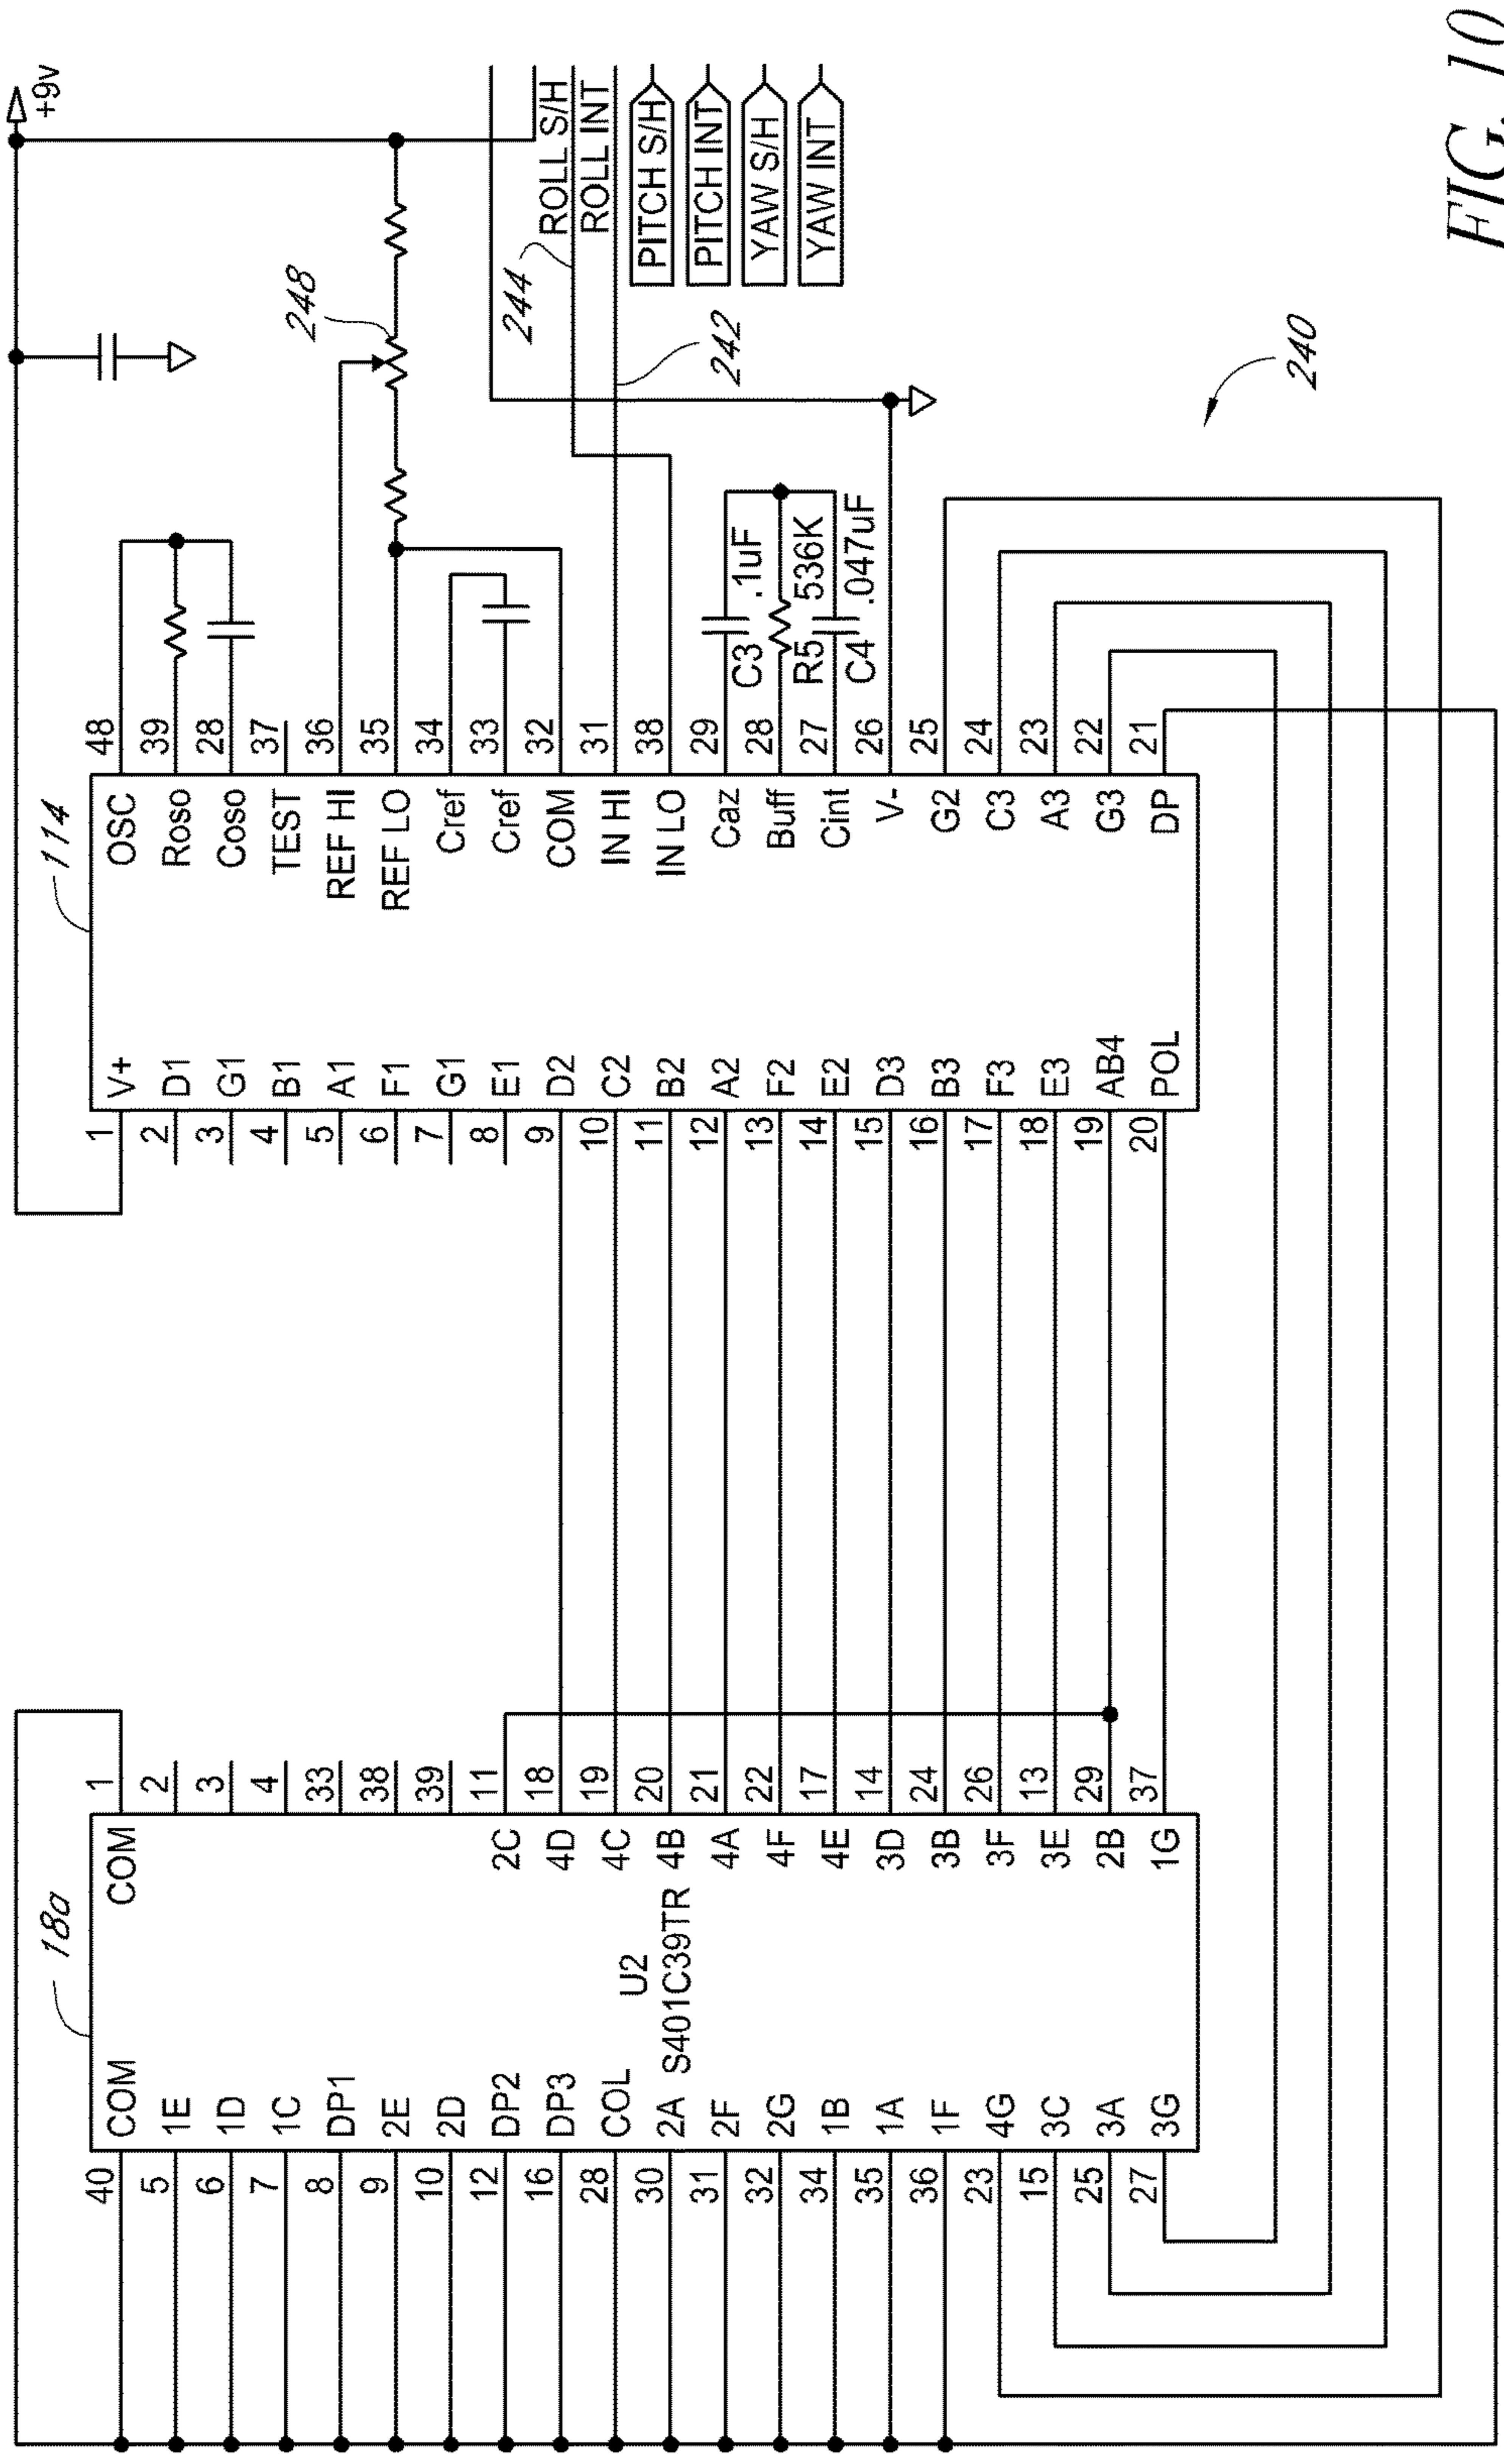 +9v
114
18a
248
244
242
240
ROLL S/H
ROLL INT
PITCH S/H
PITCH INT
YAW S/H
YAW INT
40 COM
5 1E
6 1D
7 1C
8 DP1
9 2E
10 2D
12 DP2
16 DP3
28 COL
30 2A
31 2F
32 2G
34 1B
35 1A
36 1F
23 4G
15 3C
25 3A
27 3G
U2
S401C39TR
COM 1
2
3
4
33
38
39
2C 11
4D 18
4C 19
4B 20
4A 21
4F 22
4E 17
3D 14
3B 24
3F 26
3E 13
2B 29
1G 37
1 V+
2 D1
3 G1
4 B1
5 A1
6 F1
7 G1
8 E1
9 D2
10 C2
11 B2
12 A2
13 F2
14 E2
15 D3
16 B3
17 F3
18 E3
19 AB4
20 POL
OSC 48
Roso 39
Coso 28
TEST 37
REF HI 36
REF LO 35
Cref 34
Cref 33
COM 32
IN HI 31
IN LO 38
Caz 29
Buff 28
Cint 27
V- 26
G2 25
C3 24
A3 23
G3 22
DP 21
C3 .1uF
R5 536K
C4 .047uF
FIG. 10